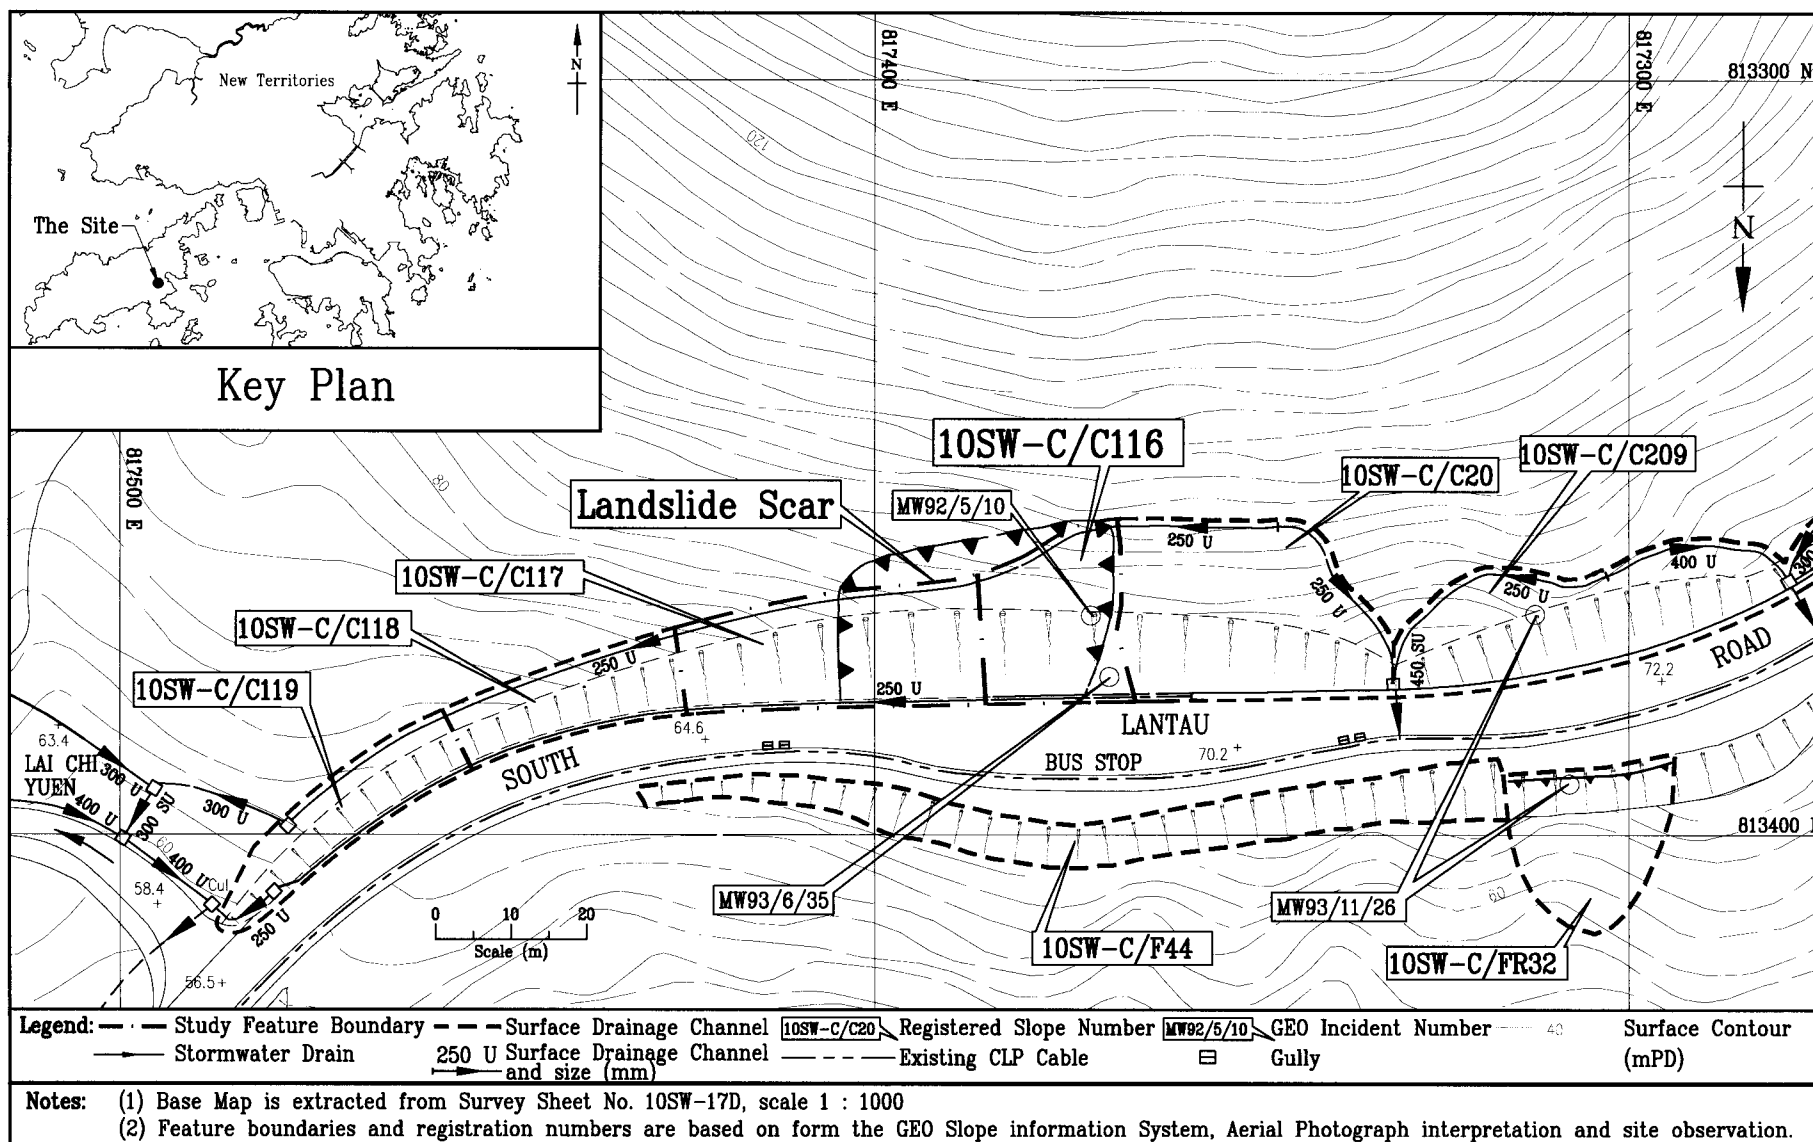 New Territories
N
The Site
Key Plan
817400 E
817300 E
813300 N
N
120
80
817500 E
10SW-C/C116
10SW-C/C209
10SW-C/C20
Landslide Scar
MW92/5/10
250 U
400 U
10SW-C/C117
250 U
250 U
10SW-C/C118
250 U
450 SU
ROAD
72.2
10SW-C/C119
250 U
64.6
LANTAU
70.2
BUS STOP
SOUTH
63.4
LAI CHI
YUEN
300 U
400 U
300 SU
300 U
60
400 U
58.4
Cul
250 U
56.5
813400
MW93/6/35
MW93/11/26
60
0 10 20
Scale (m)
10SW-C/F44
10SW-C/FR32
Legend: Study Feature Boundary Surface Drainage Channel 10SW-C/C20 Registered Slope Number MW92/5/10 GEO Incident Number 40 Surface Contour
Stormwater Drain 250 U Surface Drainage Channel Existing CLP Cable Gully (mPD)
and size (mm)
Notes: (1) Base Map is extracted from Survey Sheet No. 10SW-17D, scale 1 : 1000
(2) Feature boundaries and registration numbers are based on form the GEO Slope information System, Aerial Photograph interpretation and site observation.